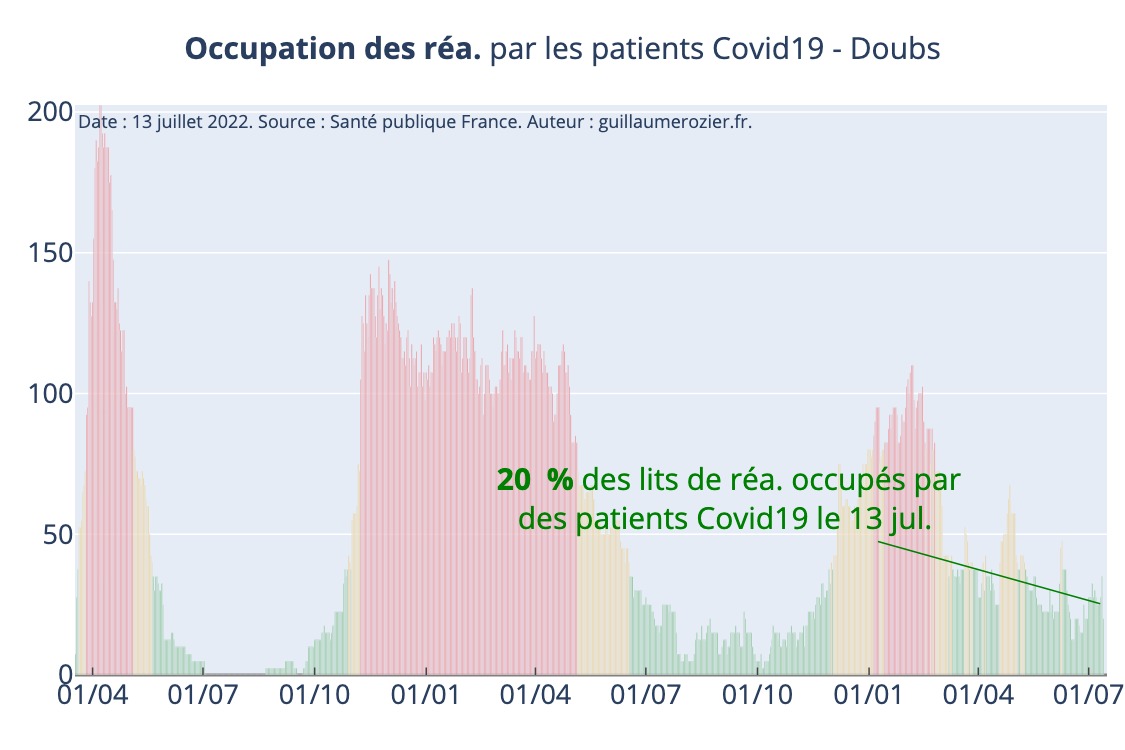 Occupation des réa. par les patients Covid19 - Doubs
200
Date : 13 juillet 2022. Source : Santé publique France. Auteur : guillaumerozier.fr.
150
100
20  % des lits de réa. occupés par
des patients Covid19 le 13 jul.
50
0
01/04 01/07 01/10 01/01 01/04 01/07 01/10 01/01 01/04 01/07